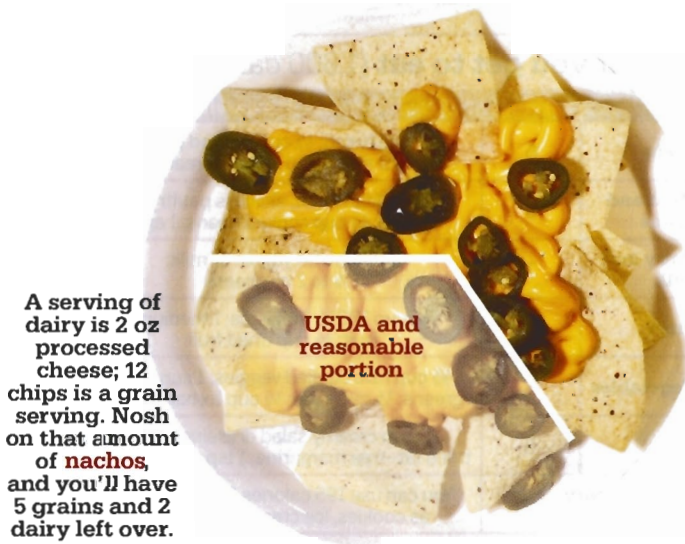 A serving of
dairy is 2 oz
processed
cheese; 12
chips is a grain
serving. Nosh
on that amount
of nachos,
and you'll have
5 grains and 2
dairy left over.
USDA and
reasonable
portion